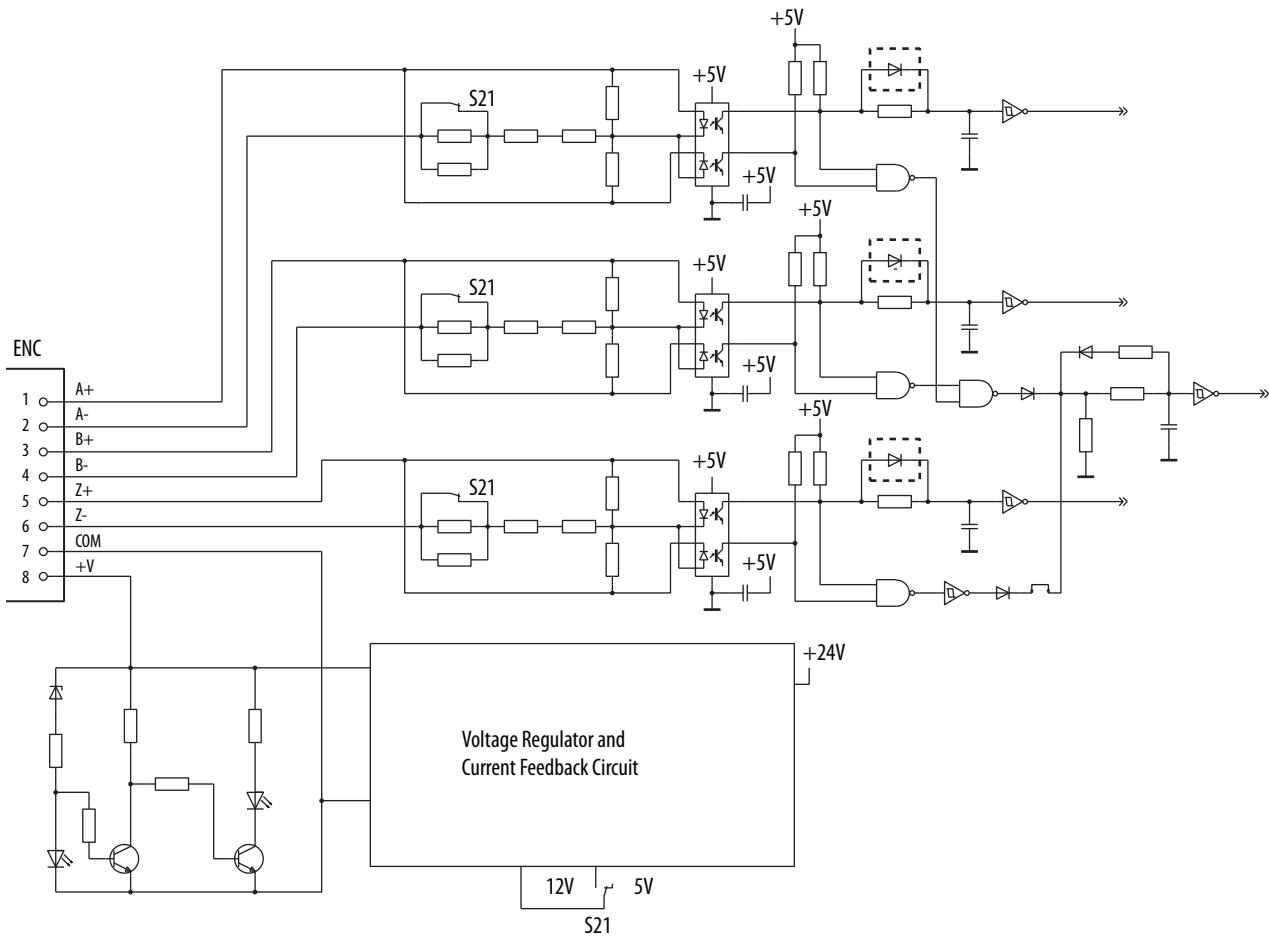 +5V
+5V
S21
+5V
+5V
+5V
S21
ENC
+5V
1 A+
2 A-
3 B+
4 B-
5 Z+
6 Z-
7 COM
8 +V
+5V
+5V
S21
+5V
+24V
Voltage Regulator and
Current Feedback Circuit
12V 5V
S21